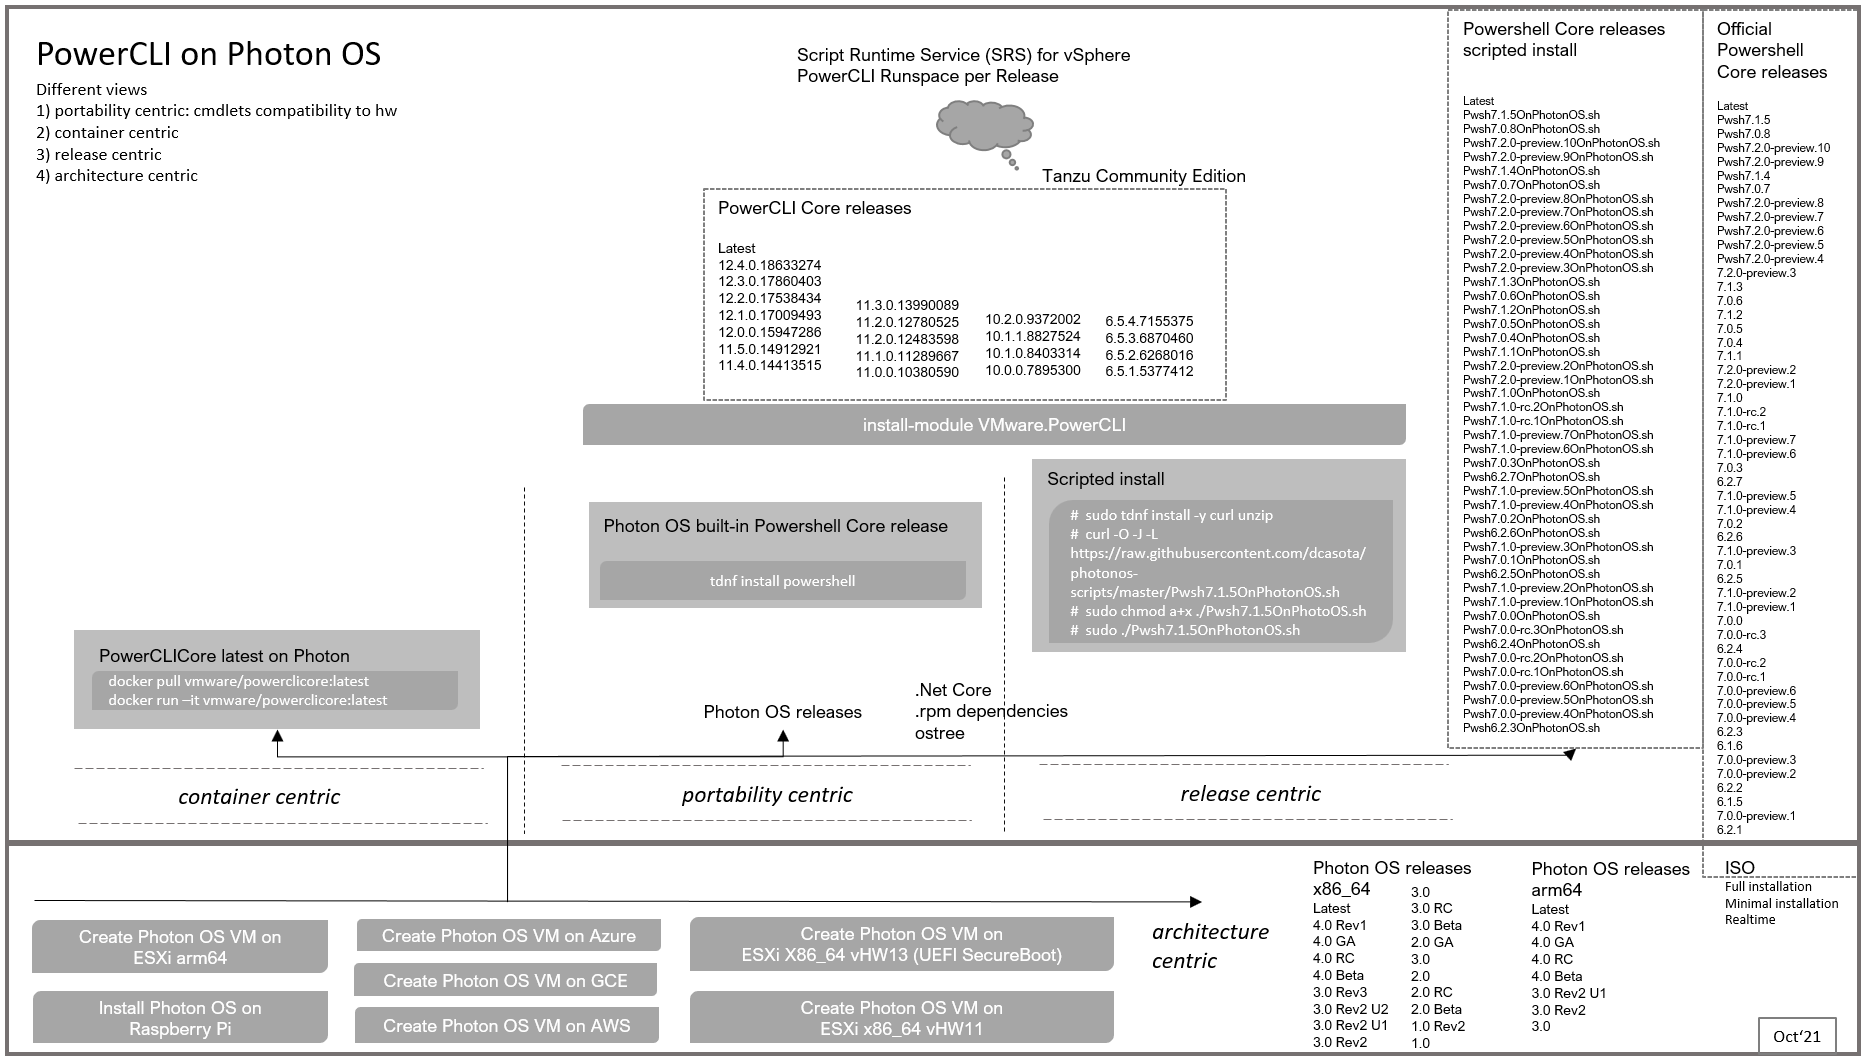 PowerCLI on Photon OS
Different views
1) portability centric: cmdlets compatibility to hw
2) container centric
3) release centric
4) architecture centric
Script Runtime Service (SRS) for vSphere
PowerCLI Runspace per Release
Tanzu Community Edition
PowerCLI Core releases
Latest
12.4.0.18633274
12.3.0.17860403
12.2.0.17538434
12.1.0.17009493
12.0.0.15947286
11.5.0.14912921
11.4.0.14413515
11.3.0.13990089
11.2.0.12780525
11.2.0.12483598
11.1.0.11289667
11.0.0.10380590
10.2.0.9372002
10.1.1.8827524
10.1.0.8403314
10.0.0.7895300
6.5.4.7155375
6.5.3.6870460
6.5.2.6268016
6.5.1.5377412
install-module VMware.PowerCLI
Scripted install
# sudo tdnf install -y curl unzip
# curl -O -J -L
https://raw.githubusercontent.com/dcasota/
photonos-
scripts/master/Pwsh7.1.5OnPhotonOS.sh
# sudo chmod a+x ./Pwsh7.1.5OnPhotoOS.sh
# sudo ./Pwsh7.1.5OnPhotonOS.sh
Photon OS built-in Powershell Core release
tdnf install powershell
PowerCLICore latest on Photon
docker pull vmware/powerclicore:latest
docker run –it vmware/powerclicore:latest
Photon OS releases
.Net Core
.rpm dependencies
ostree
container centric
portability centric
release centric
Powershell Core releases
scripted install
Latest
Pwsh7.1.5OnPhotonOS.sh
Pwsh7.0.8OnPhotonOS.sh
Pwsh7.2.0-preview.10OnPhotonOS.sh
Pwsh7.2.0-preview.9OnPhotonOS.sh
Pwsh7.1.4OnPhotonOS.sh
Pwsh7.0.7OnPhotonOS.sh
Pwsh7.2.0-preview.8OnPhotonOS.sh
Pwsh7.2.0-preview.7OnPhotonOS.sh
Pwsh7.2.0-preview.6OnPhotonOS.sh
Pwsh7.2.0-preview.5OnPhotonOS.sh
Pwsh7.2.0-preview.4OnPhotonOS.sh
Pwsh7.2.0-preview.3OnPhotonOS.sh
Pwsh7.1.3OnPhotonOS.sh
Pwsh7.0.6OnPhotonOS.sh
Pwsh7.1.2OnPhotonOS.sh
Pwsh7.0.5OnPhotonOS.sh
Pwsh7.0.4OnPhotonOS.sh
Pwsh7.1.1OnPhotonOS.sh
Pwsh7.2.0-preview.2OnPhotonOS.sh
Pwsh7.2.0-preview.1OnPhotonOS.sh
Pwsh7.1.0OnPhotonOS.sh
Pwsh7.1.0-rc.2OnPhotonOS.sh
Pwsh7.1.0-rc.1OnPhotonOS.sh
Pwsh7.1.0-preview.7OnPhotonOS.sh
Pwsh7.1.0-preview.6OnPhotonOS.sh
Pwsh7.0.3OnPhotonOS.sh
Pwsh6.2.7OnPhotonOS.sh
Pwsh7.1.0-preview.5OnPhotonOS.sh
Pwsh7.1.0-preview.4OnPhotonOS.sh
Pwsh7.0.2OnPhotonOS.sh
Pwsh6.2.6OnPhotonOS.sh
Pwsh7.1.0-preview.3OnPhotonOS.sh
Pwsh7.0.1OnPhotonOS.sh
Pwsh6.2.5OnPhotonOS.sh
Pwsh7.1.0-preview.2OnPhotonOS.sh
Pwsh7.1.0-preview.1OnPhotonOS.sh
Pwsh7.0.0OnPhotonOS.sh
Pwsh7.0.0-rc.3OnPhotonOS.sh
Pwsh6.2.4OnPhotonOS.sh
Pwsh7.0.0-rc.2OnPhotonOS.sh
Pwsh7.0.0-rc.1OnPhotonOS.sh
Pwsh7.0.0-preview.6OnPhotonOS.sh
Pwsh7.0.0-preview.5OnPhotonOS.sh
Pwsh7.0.0-preview.4OnPhotonOS.sh
Pwsh6.2.3OnPhotonOS.sh
Official
Powershell
Core releases
Latest
Pwsh7.1.5
Pwsh7.0.8
Pwsh7.2.0-preview.10
Pwsh7.2.0-preview.9
Pwsh7.1.4
Pwsh7.0.7
Pwsh7.2.0-preview.8
Pwsh7.2.0-preview.7
Pwsh7.2.0-preview.6
Pwsh7.2.0-preview.5
Pwsh7.2.0-preview.4
7.2.0-preview.3
7.1.3
7.0.6
7.1.2
7.0.5
7.0.4
7.1.1
7.2.0-preview.2
7.2.0-preview.1
7.1.0
7.1.0-rc.2
7.1.0-rc.1
7.1.0-preview.7
7.1.0-preview.6
7.0.3
6.2.7
7.1.0-preview.5
7.1.0-preview.4
7.0.2
6.2.6
7.1.0-preview.3
7.0.1
6.2.5
7.1.0-preview.2
7.1.0-preview.1
7.0.0
7.0.0-rc.3
6.2.4
7.0.0-rc.2
7.0.0-rc.1
7.0.0-preview.6
7.0.0-preview.5
7.0.0-preview.4
6.2.3
6.1.6
7.0.0-preview.3
7.0.0-preview.2
6.2.2
6.1.5
7.0.0-preview.1
6.2.1
Create Photon OS VM on
ESXi arm64
Install Photon OS on
Raspberry Pi
Create Photon OS VM on Azure
Create Photon OS VM on GCE
Create Photon OS VM on AWS
Create Photon OS VM on
ESXi X86_64 vHW13 (UEFI SecureBoot)
Create Photon OS VM on
ESXi x86_64 vHW11
architecture
centric
Photon OS releases
x86_64
Latest
4.0 Rev1
4.0 GA
4.0 RC
4.0 Beta
3.0 Rev3
3.0 Rev2 U2
3.0 Rev2 U1
3.0 Rev2
3.0
3.0 RC
3.0 Beta
2.0 GA
3.0
2.0
2.0 RC
2.0 Beta
1.0 Rev2
1.0
Photon OS releases
arm64
Latest
4.0 Rev1
4.0 GA
4.0 RC
4.0 Beta
3.0 Rev2 U1
3.0 Rev2
3.0
ISO
Full installation
Minimal installation
Realtime
Oct‘21